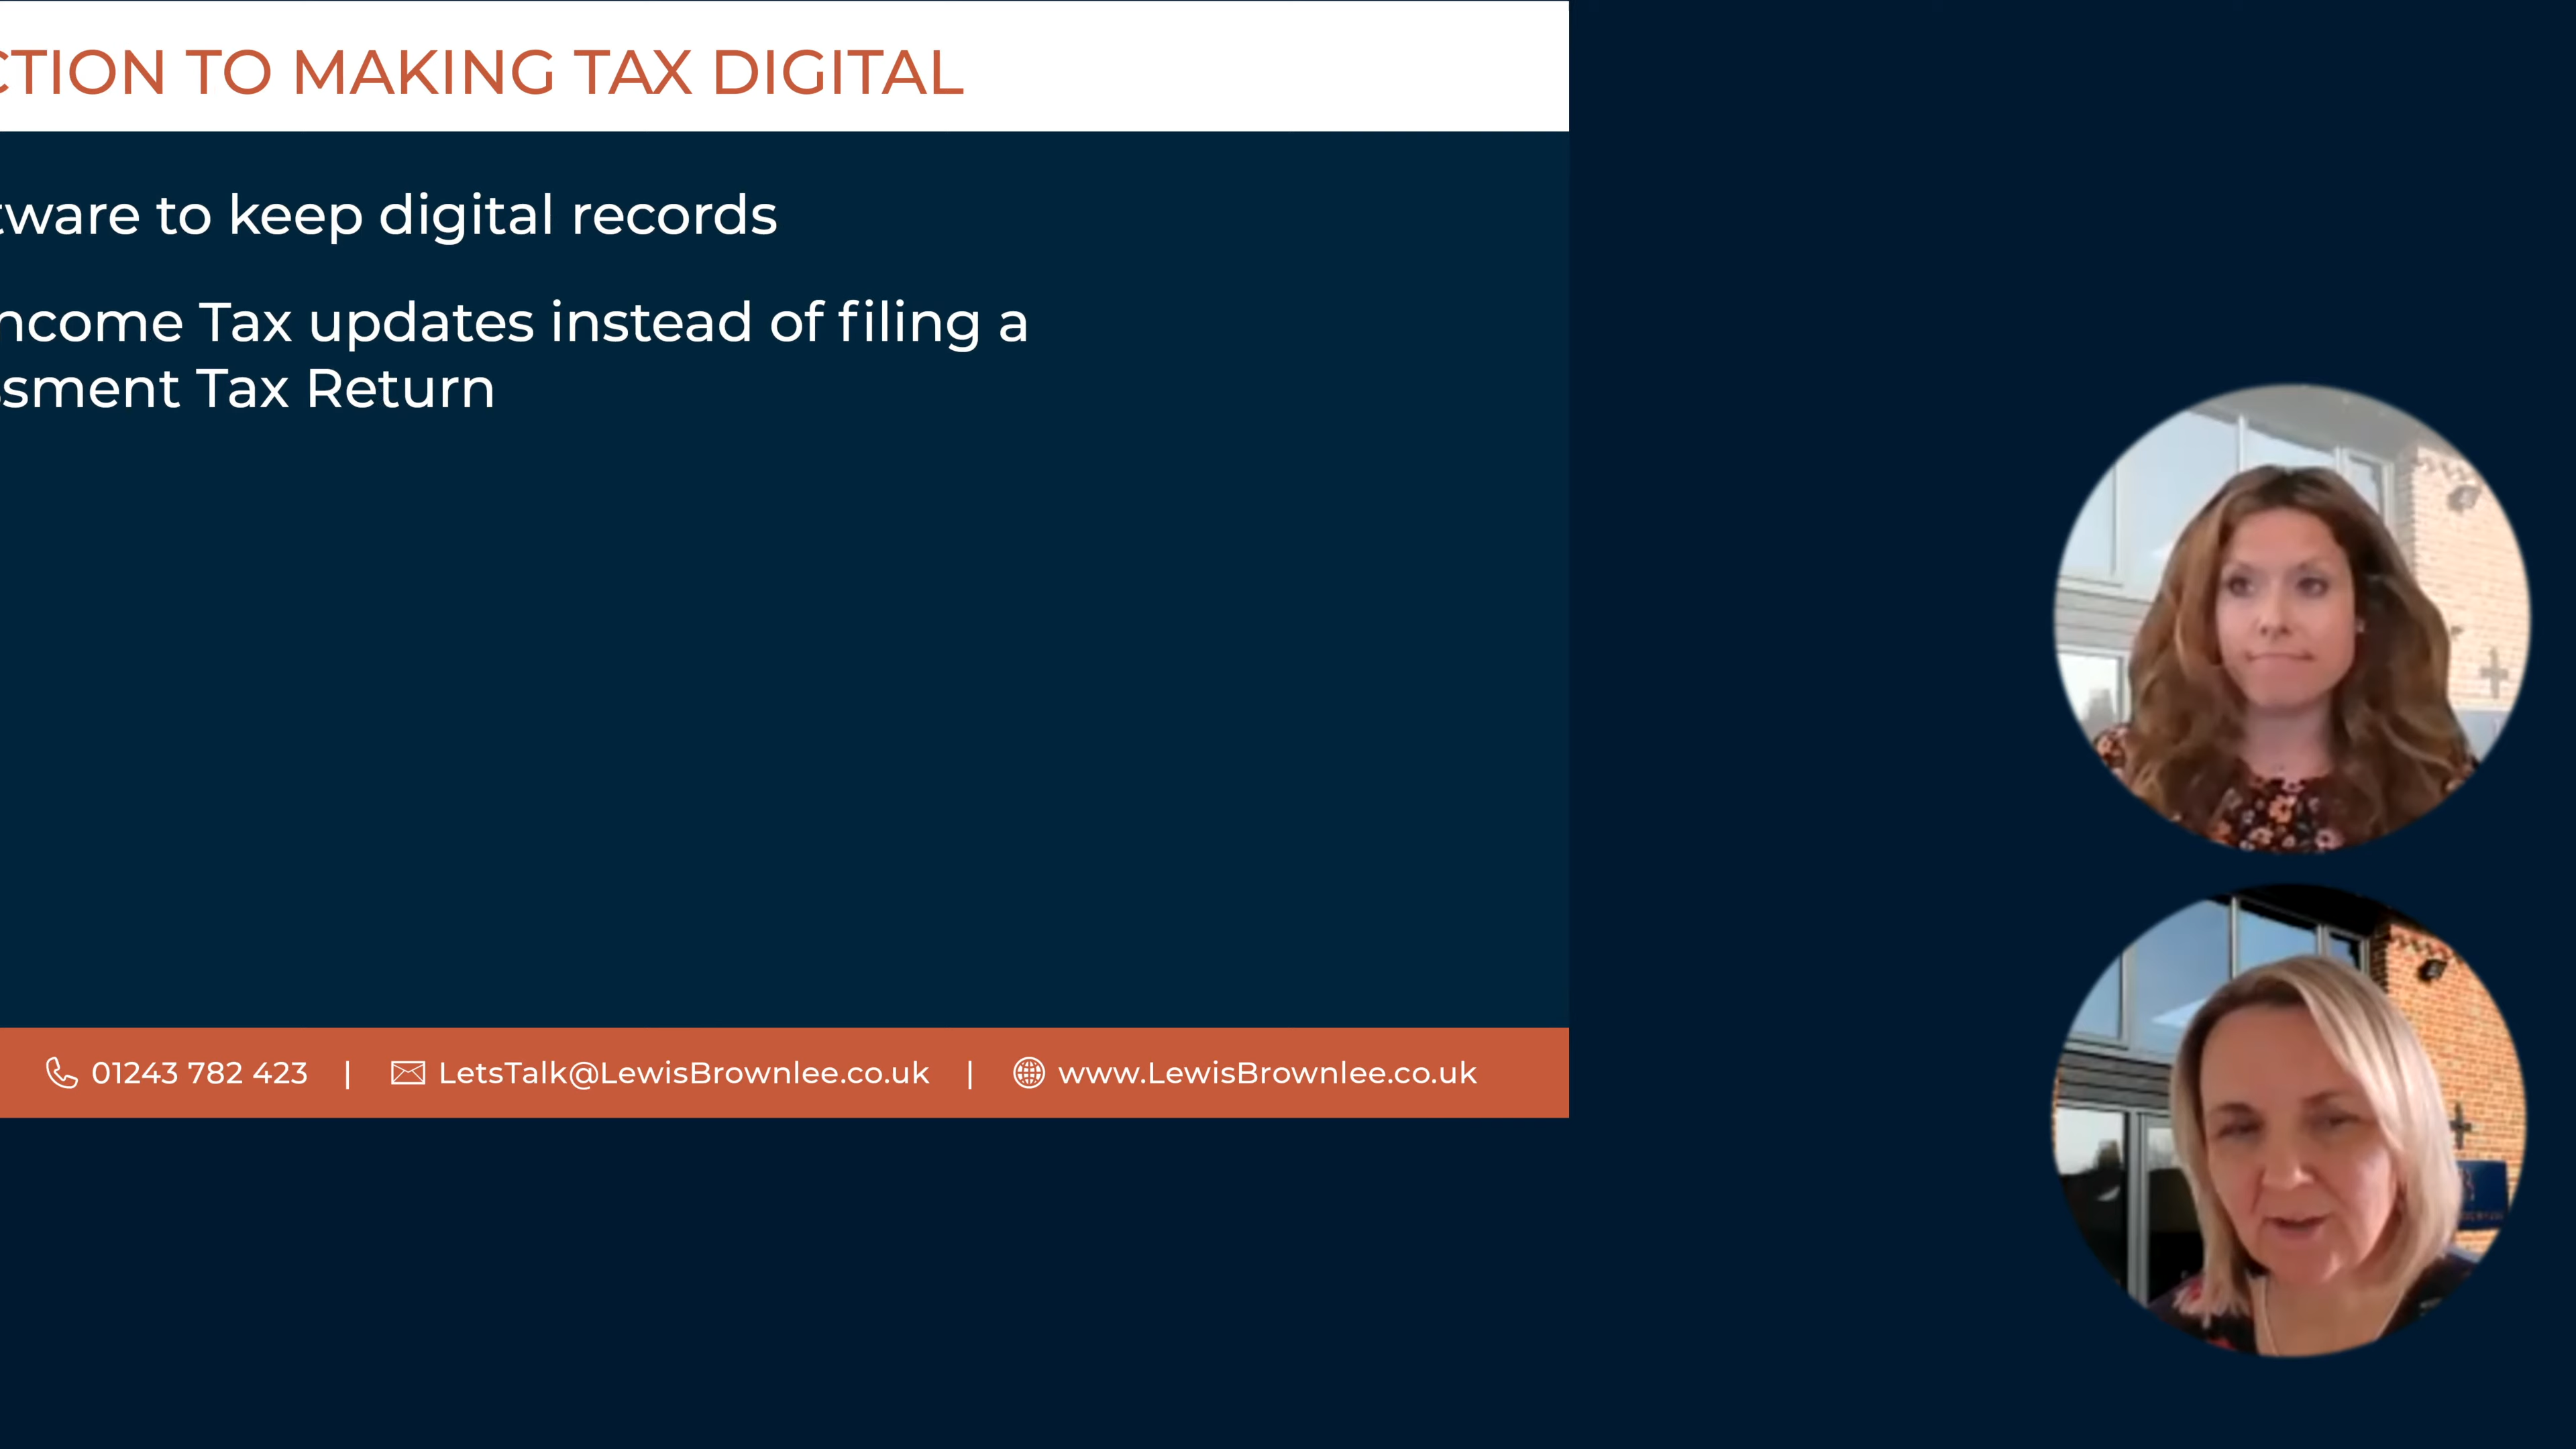 CTION TO MAKING TAX DIGITAL
tware to keep digital records
ncome Tax updates instead of filing a
ssment Tax Return
01243 782 423 | LetsTalk@LewisBrownlee.co.uk | www.LewisBrownlee.co.uk